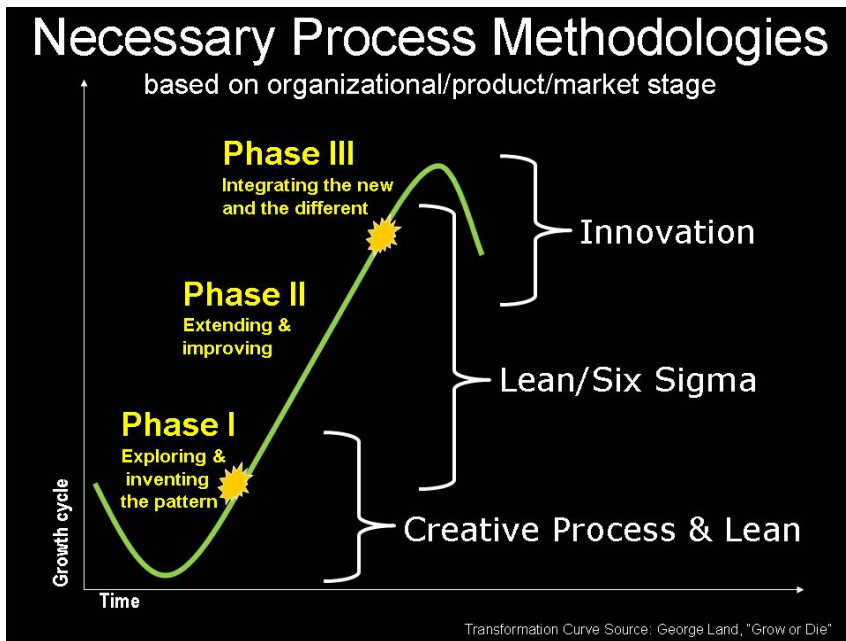 Necessary Process Methodologies
based on organizational/product/market stage
Phase III
Integrating the new
and the different
Innovation
Phase II
Extending &
improving
Lean/Six Sigma
Phase I
Exploring &
inventing
the pattern
Creative Process & Lean
Growth cycle
Time
Transformation Curve Source: George Land, "Grow or Die"